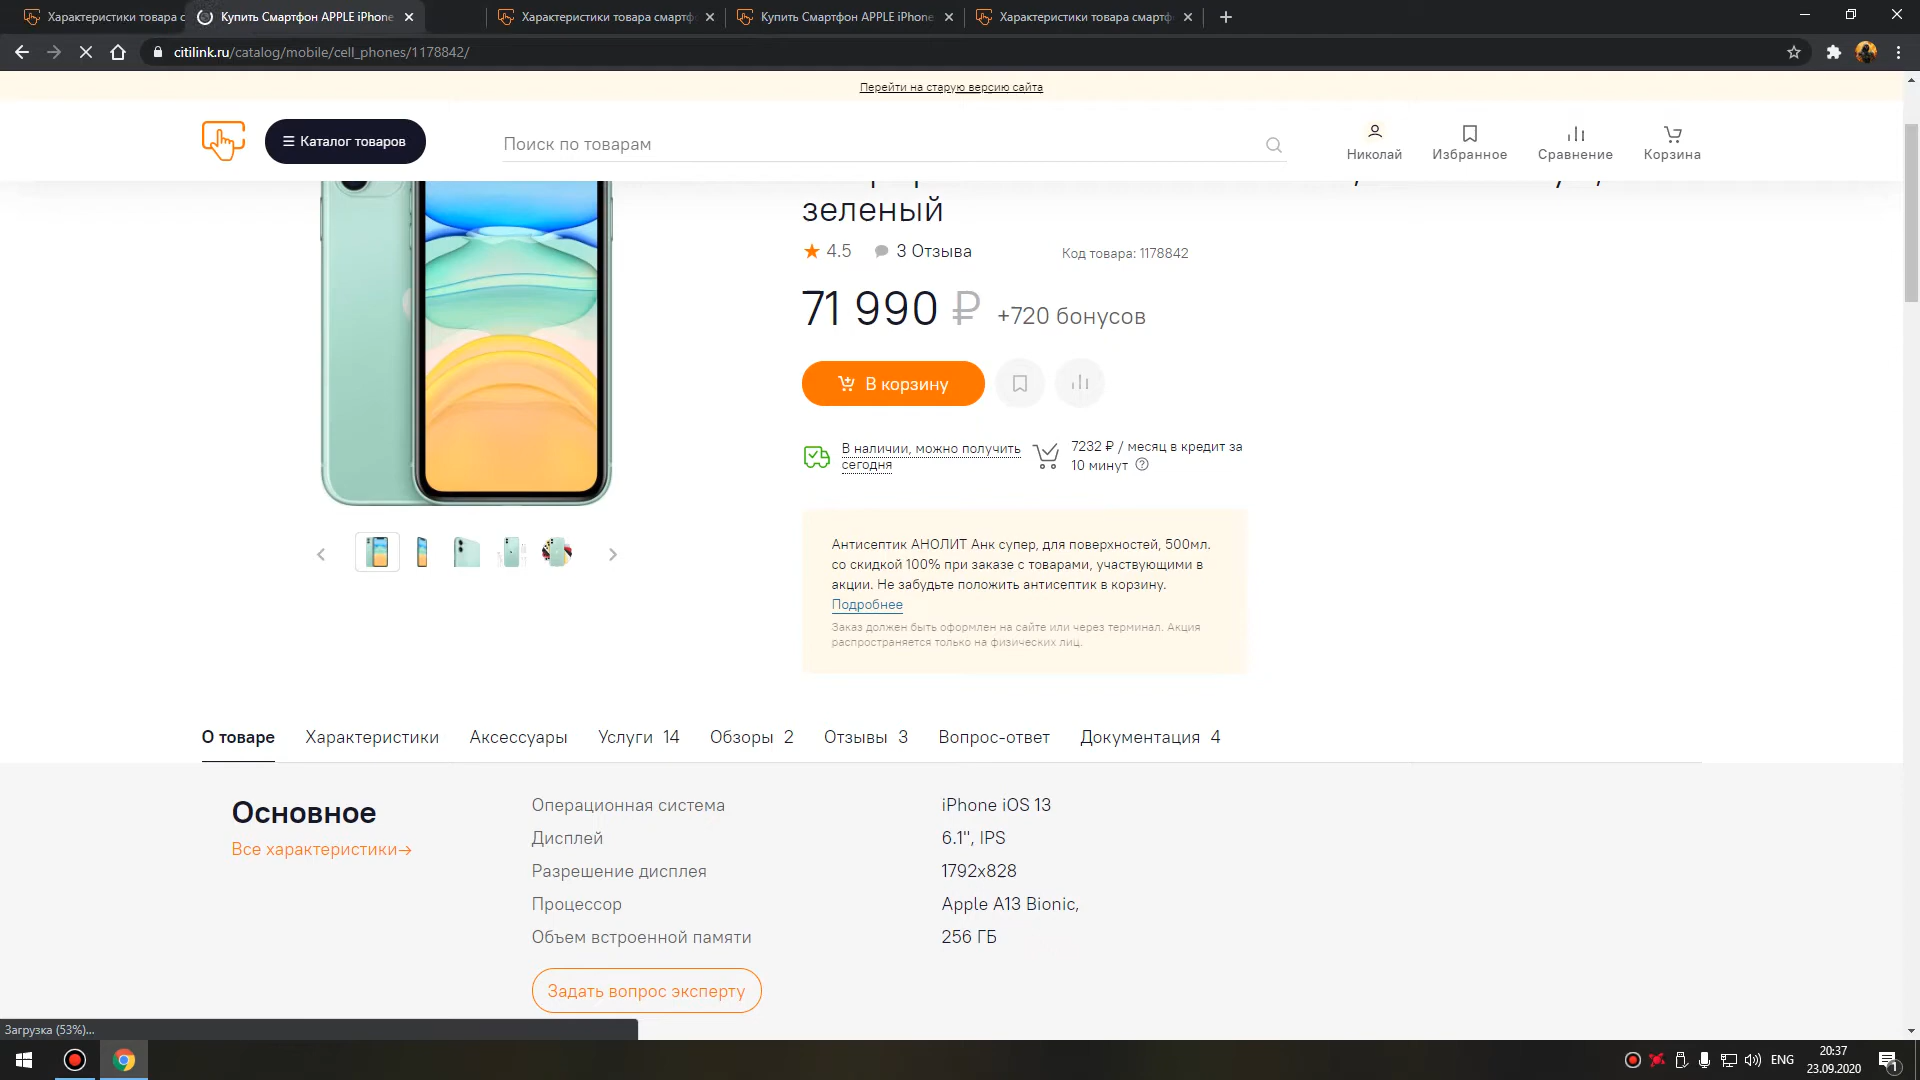 Характеристики товара с
Купить Смартфон APPLE iPhone
Характеристики товара смартф
Купить Смартфон APPLE iPhone
Характеристики товара смартф
citilink.ru/catalog/mobile/cell_phones/1178842/
Перейти на старую версию сайта
Каталог товаров
Поиск по товарам
Николай
Избранное
Сравнение
Корзина
зеленый
4.5
3 Отзыва
Код товара: 1178842
71 990 ₽
+720 бонусов
В корзину
В наличии, можно получить
сегодня
7232 ₽ / месяц в кредит за
10 минут
Антисептик АНОЛИТ Анк супер, для поверхностей, 500мл.
со скидкой 100% при заказе с товарами, участвующими в
акции. Не забудьте положить антисептик в корзину.
Подробнее
Заказ должен быть оформлен на сайте или через терминал. Акция
распространяется только на физических лиц.
О товаре
Характеристики
Аксессуары
Услуги 14
Обзоры 2
Отзывы 3
Вопрос-ответ
Документация 4
Основное
Все характеристики→
Операционная система
iPhone iOS 13
Дисплей
6.1", IPS
Разрешение дисплея
1792x828
Процессор
Apple A13 Bionic,
Объем встроенной памяти
256 ГБ
Задать вопрос эксперту
Загрузка (53%)...
ENG
20:37
23.09.2020
1